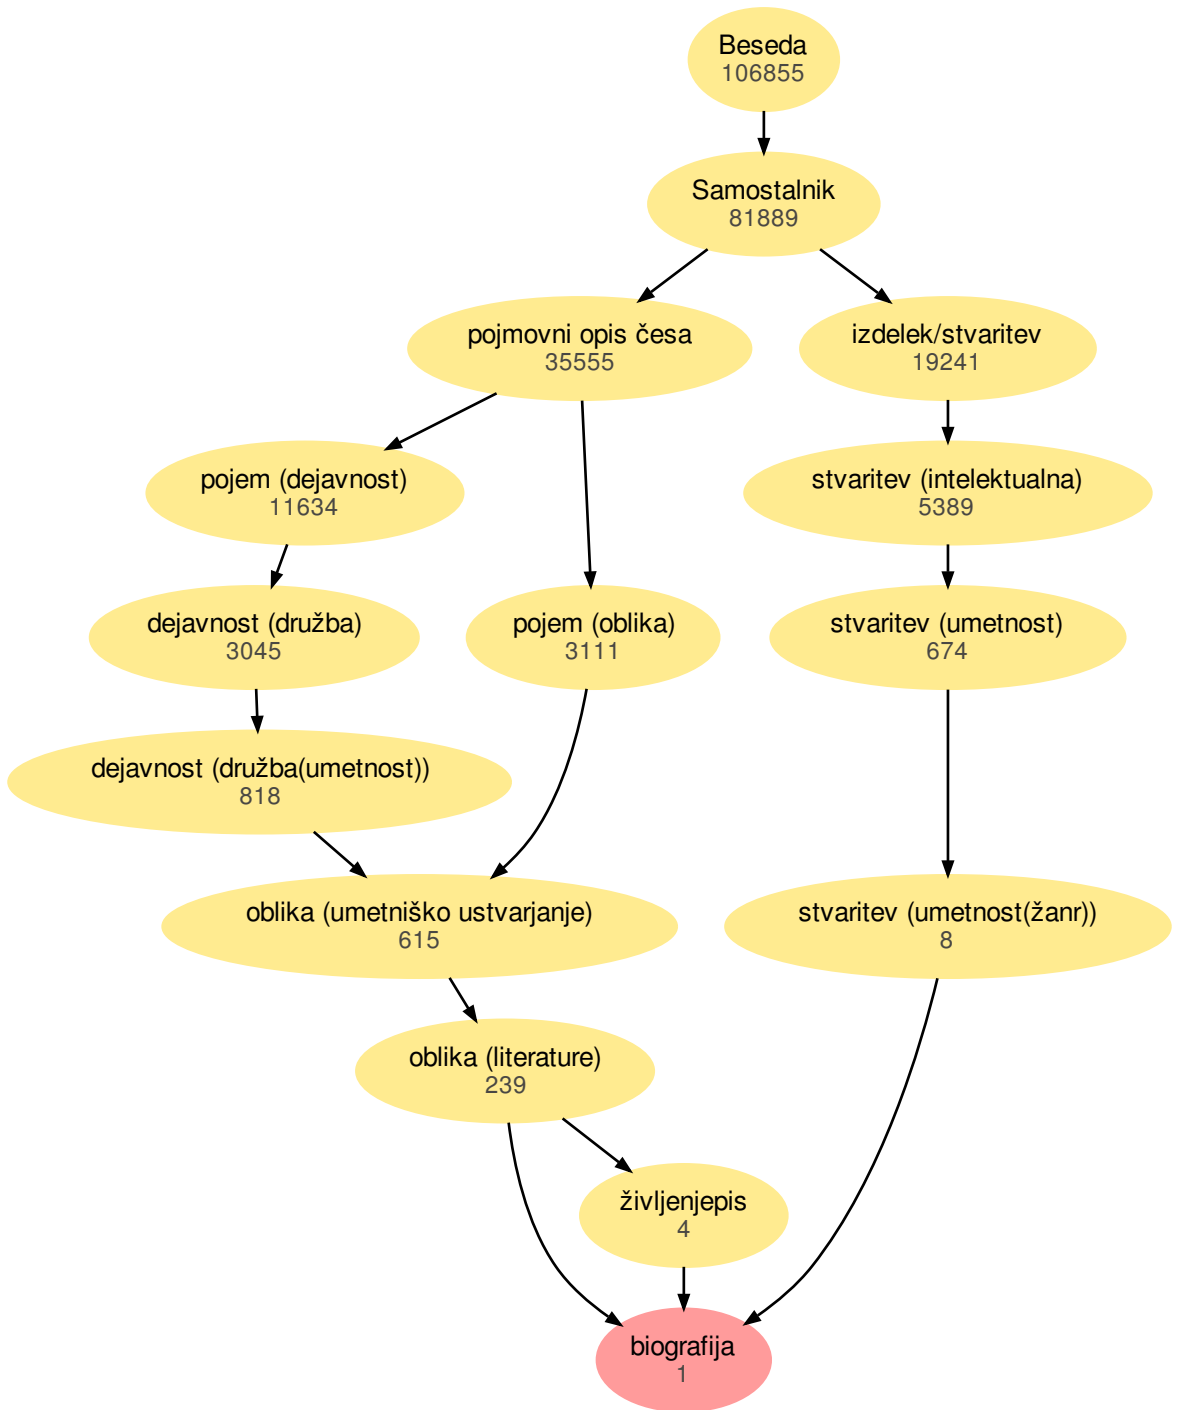 Beseda
106855
Samostalnik
81889
pojmovni opis česa
35555
izdelek/stvaritev
19241
pojem (dejavnost)
11634
stvaritev (intelektualna)
5389
dejavnost (družba)
3045
pojem (oblika)
3111
stvaritev (umetnost)
674
dejavnost (družba(umetnost))
818
oblika (umetniško ustvarjanje)
615
stvaritev (umetnost(žanr))
8
oblika (literature)
239
življenjepis
4
biografija
1